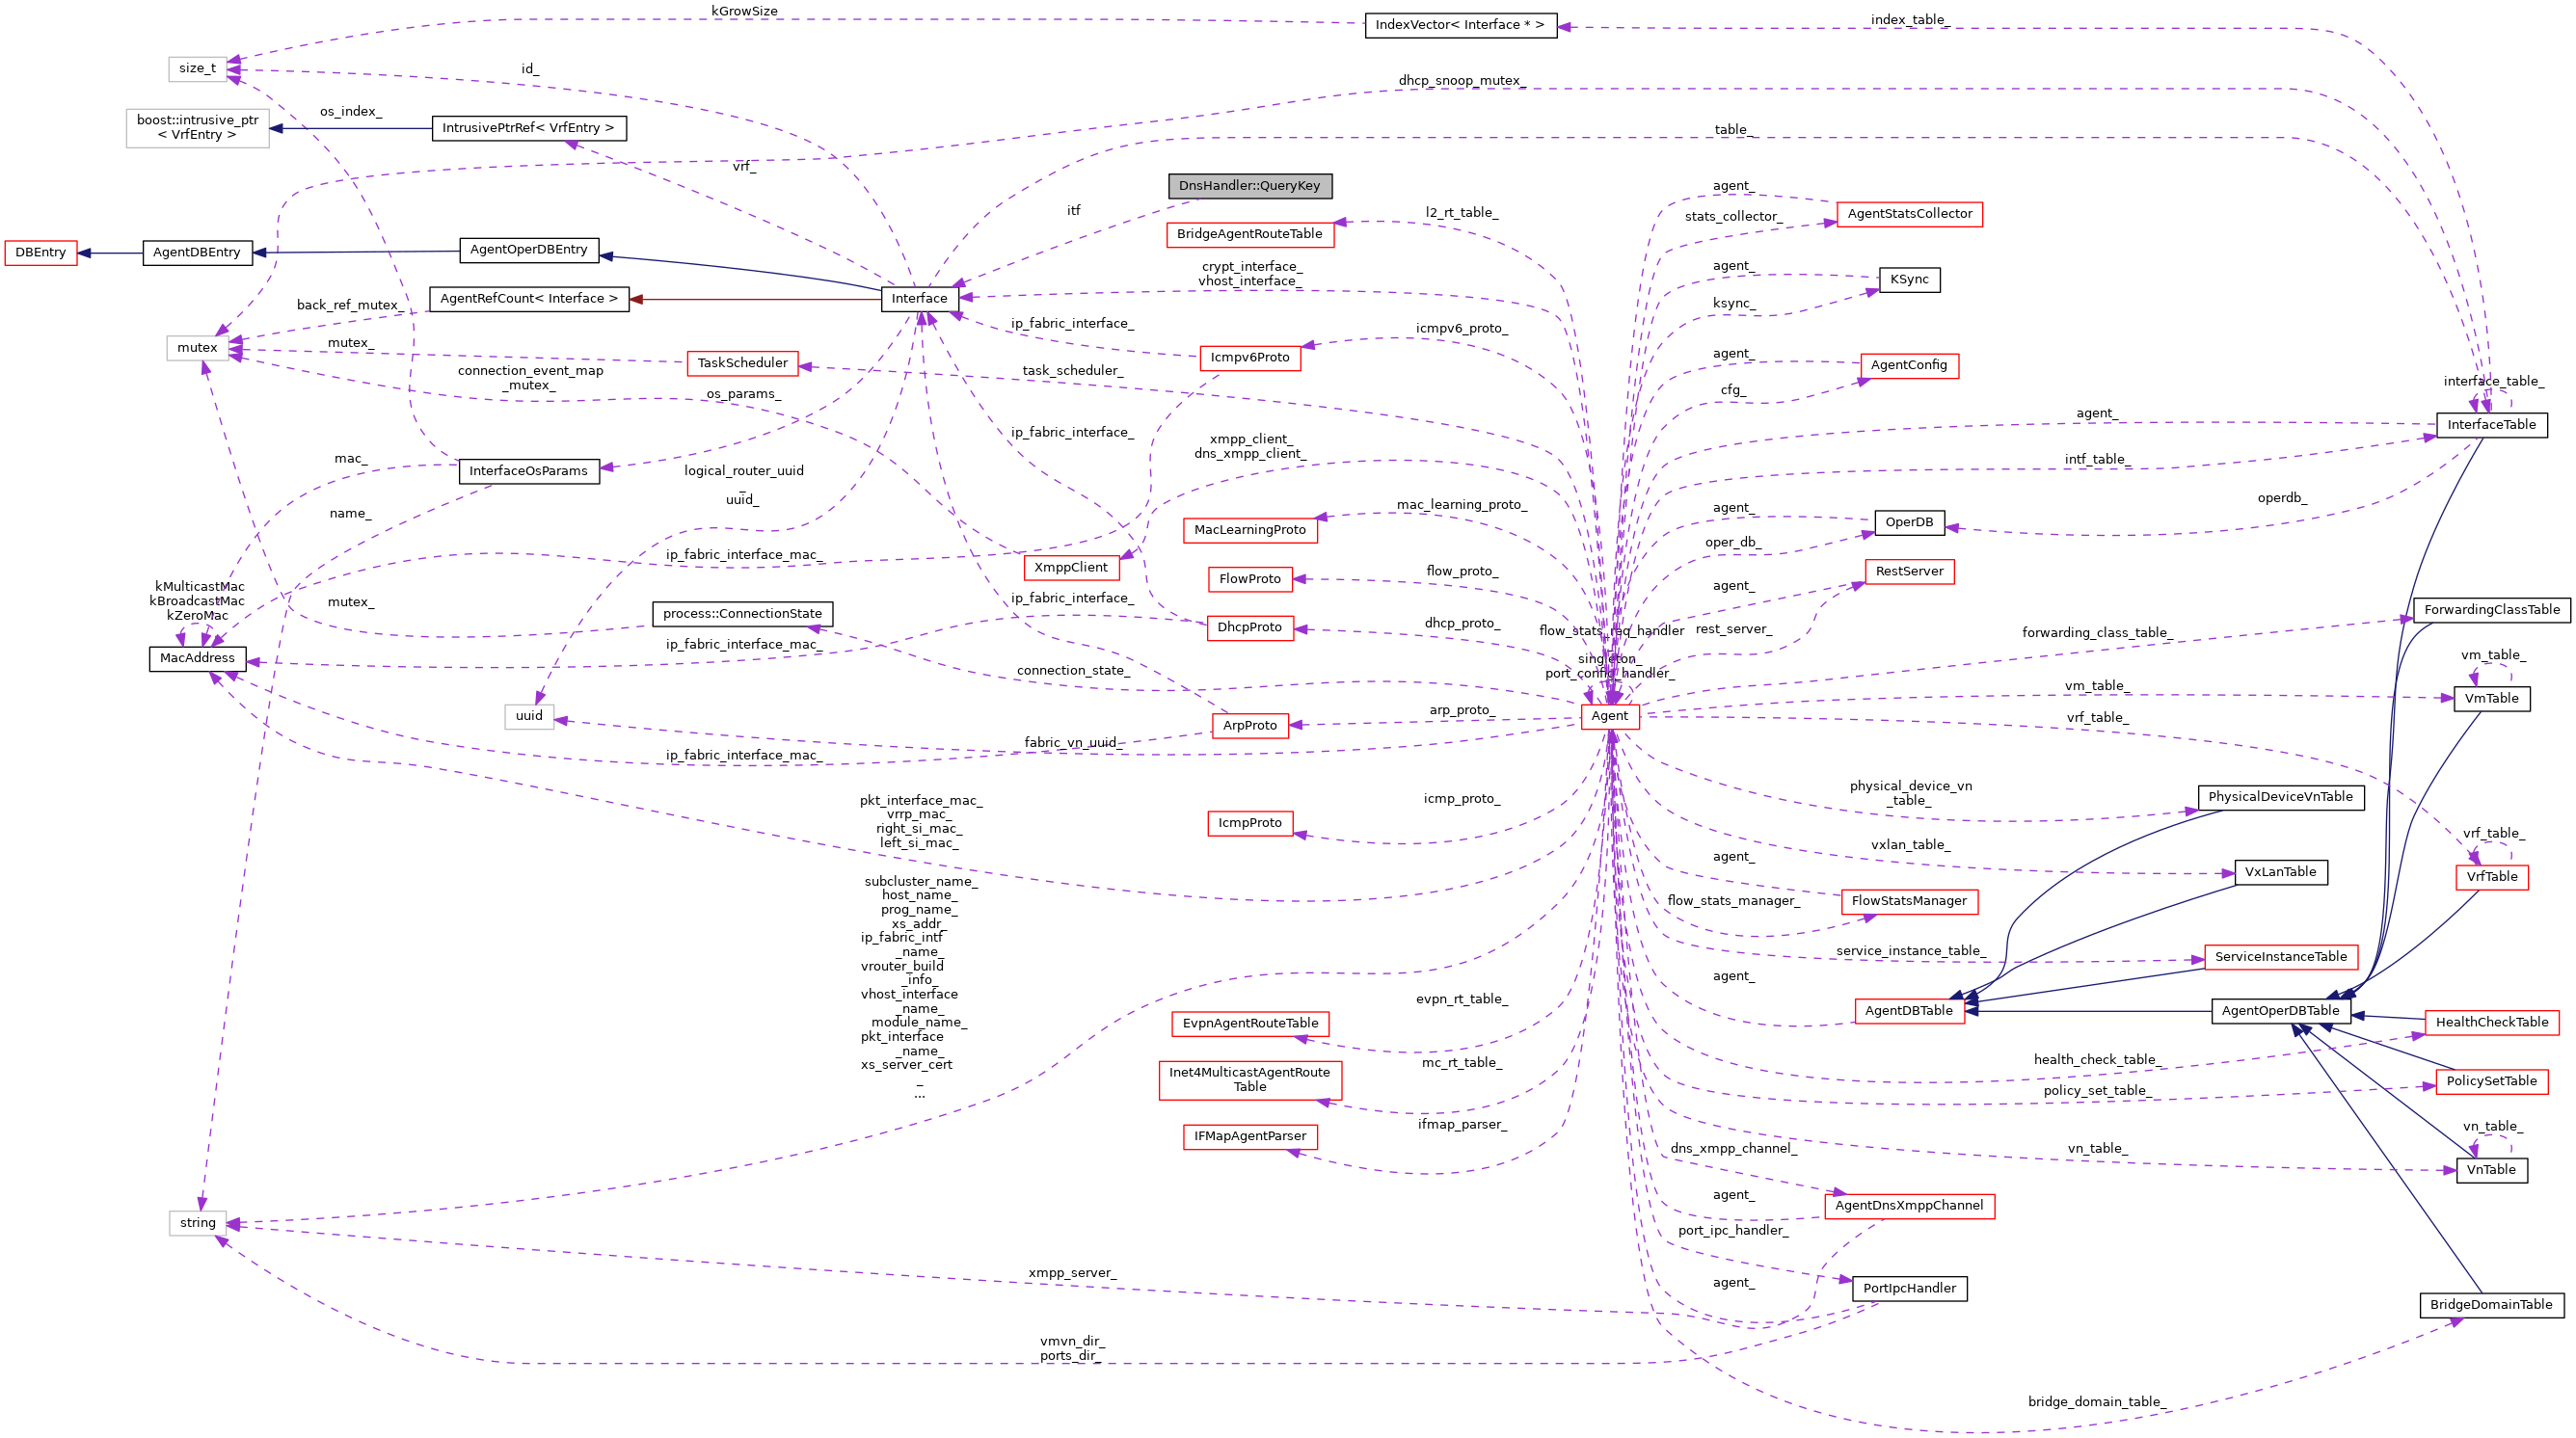 kGrowSize
IndexVector< Interface * >
index_table_
size_t
id_
dhcp_snoop_mutex_
os_index_
boost::intrusive_ptr
< VrfEntry >
IntrusivePtrRef< VrfEntry >
table_
vrf_
DnsHandler::QueryKey
agent_
itf
l2_rt_table_
stats_collector_
AgentStatsCollector
BridgeAgentRouteTable
DBEntry
AgentDBEntry
AgentOperDBEntry
crypt_interface_
vhost_interface_
agent_
KSync
AgentRefCount< Interface >
Interface
back_ref_mutex_
ksync_
ip_fabric_interface_
icmpv6_proto_
mutex
mutex_
TaskScheduler
Icmpv6Proto
agent_
AgentConfig
connection_event_map
_mutex_
task_scheduler_
os_params_
cfg_
interface_table_
InterfaceTable
agent_
ip_fabric_interface_
xmpp_client_
dns_xmpp_client_
mac_
InterfaceOsParams
logical_router_uuid
_
uuid_
intf_table_
operdb_
name_
mac_learning_proto_
MacLearningProto
agent_
OperDB
oper_db_
ip_fabric_interface_mac_
XmppClient
FlowProto
flow_proto_
agent_
RestServer
kMulticastMac
kBroadcastMac
kZeroMac
mutex_
process::ConnectionState
ip_fabric_interface_
DhcpProto
dhcp_proto_
flow_stats_req_handler
_
singleton_
port_config_handler_
rest_server_
ForwardingClassTable
forwarding_class_table_
MacAddress
ip_fabric_interface_mac_
connection_state_
vm_table_
vm_table_
VmTable
uuid
arp_proto_
ArpProto
Agent
vrf_table_
fabric_vn_uuid_
ip_fabric_interface_mac_
pkt_interface_mac_
vrrp_mac_
right_si_mac_
left_si_mac_
icmp_proto_
IcmpProto
physical_device_vn
_table_
PhysicalDeviceVnTable
vrf_table_
vxlan_table_
agent_
VxLanTable
VrfTable
subcluster_name_
host_name_
prog_name_
xs_addr_
ip_fabric_intf
_name_
vrouter_build
_info_
vhost_interface
_name_
module_name_
pkt_interface
_name_
xs_server_cert
_
...
flow_stats_manager_
FlowStatsManager
service_instance_table_
ServiceInstanceTable
agent_
evpn_rt_table_
EvpnAgentRouteTable
AgentDBTable
AgentOperDBTable
HealthCheckTable
mc_rt_table_
Inet4MulticastAgentRoute
Table
health_check_table_
PolicySetTable
policy_set_table_
ifmap_parser_
IFMapAgentParser
dns_xmpp_channel_
vn_table_
vn_table_
VnTable
agent_
AgentDnsXmppChannel
string
port_ipc_handler_
xmpp_server_
agent_
PortIpcHandler
BridgeDomainTable
vmvn_dir_
ports_dir_
bridge_domain_table_